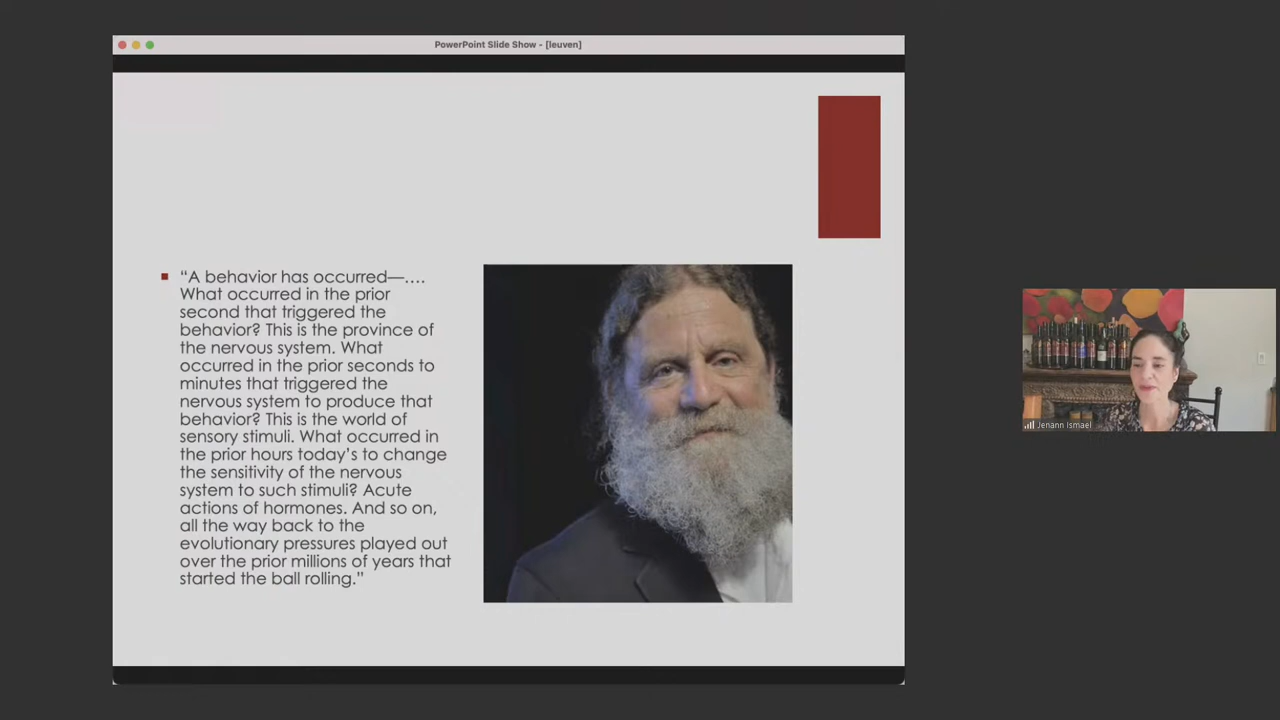 PowerPoint Slide Show - [leuven]
“A behavior has occurred—….
What occurred in the prior
second that triggered the
behavior? This is the province of
the nervous system. What
occurred in the prior seconds to
minutes that triggered the
nervous system to produce that
behavior? This is the world of
sensory stimuli. What occurred in
the prior hours today’s to change
the sensitivity of the nervous
system to such stimuli? Acute
actions of hormones. And so on,
all the way back to the
evolutionary pressures played out
over the prior millions of years that
started the ball rolling.”
Jenann Ismael